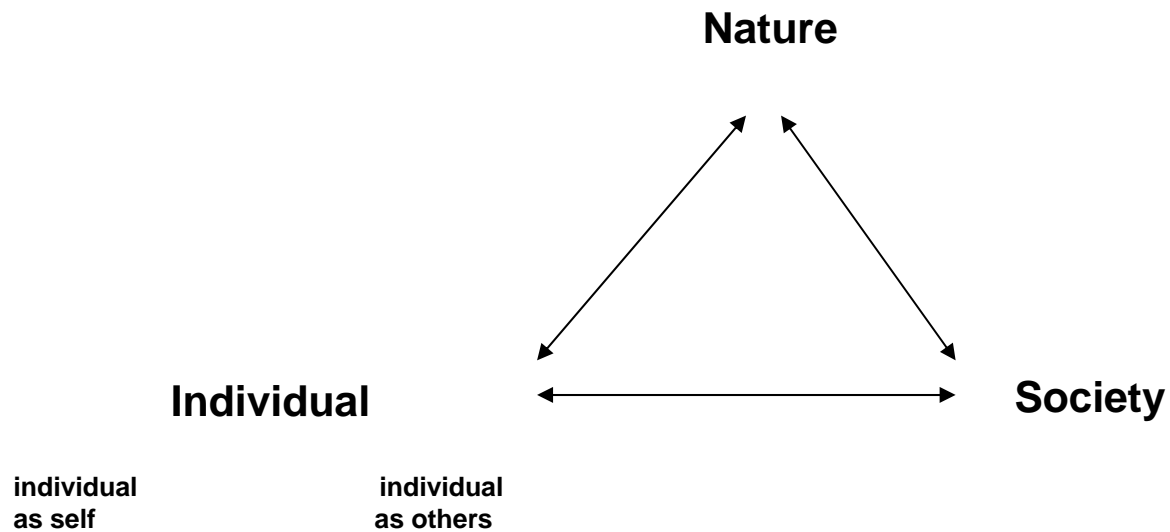 Nature
Individual
Society
individual
as self
individual
as others